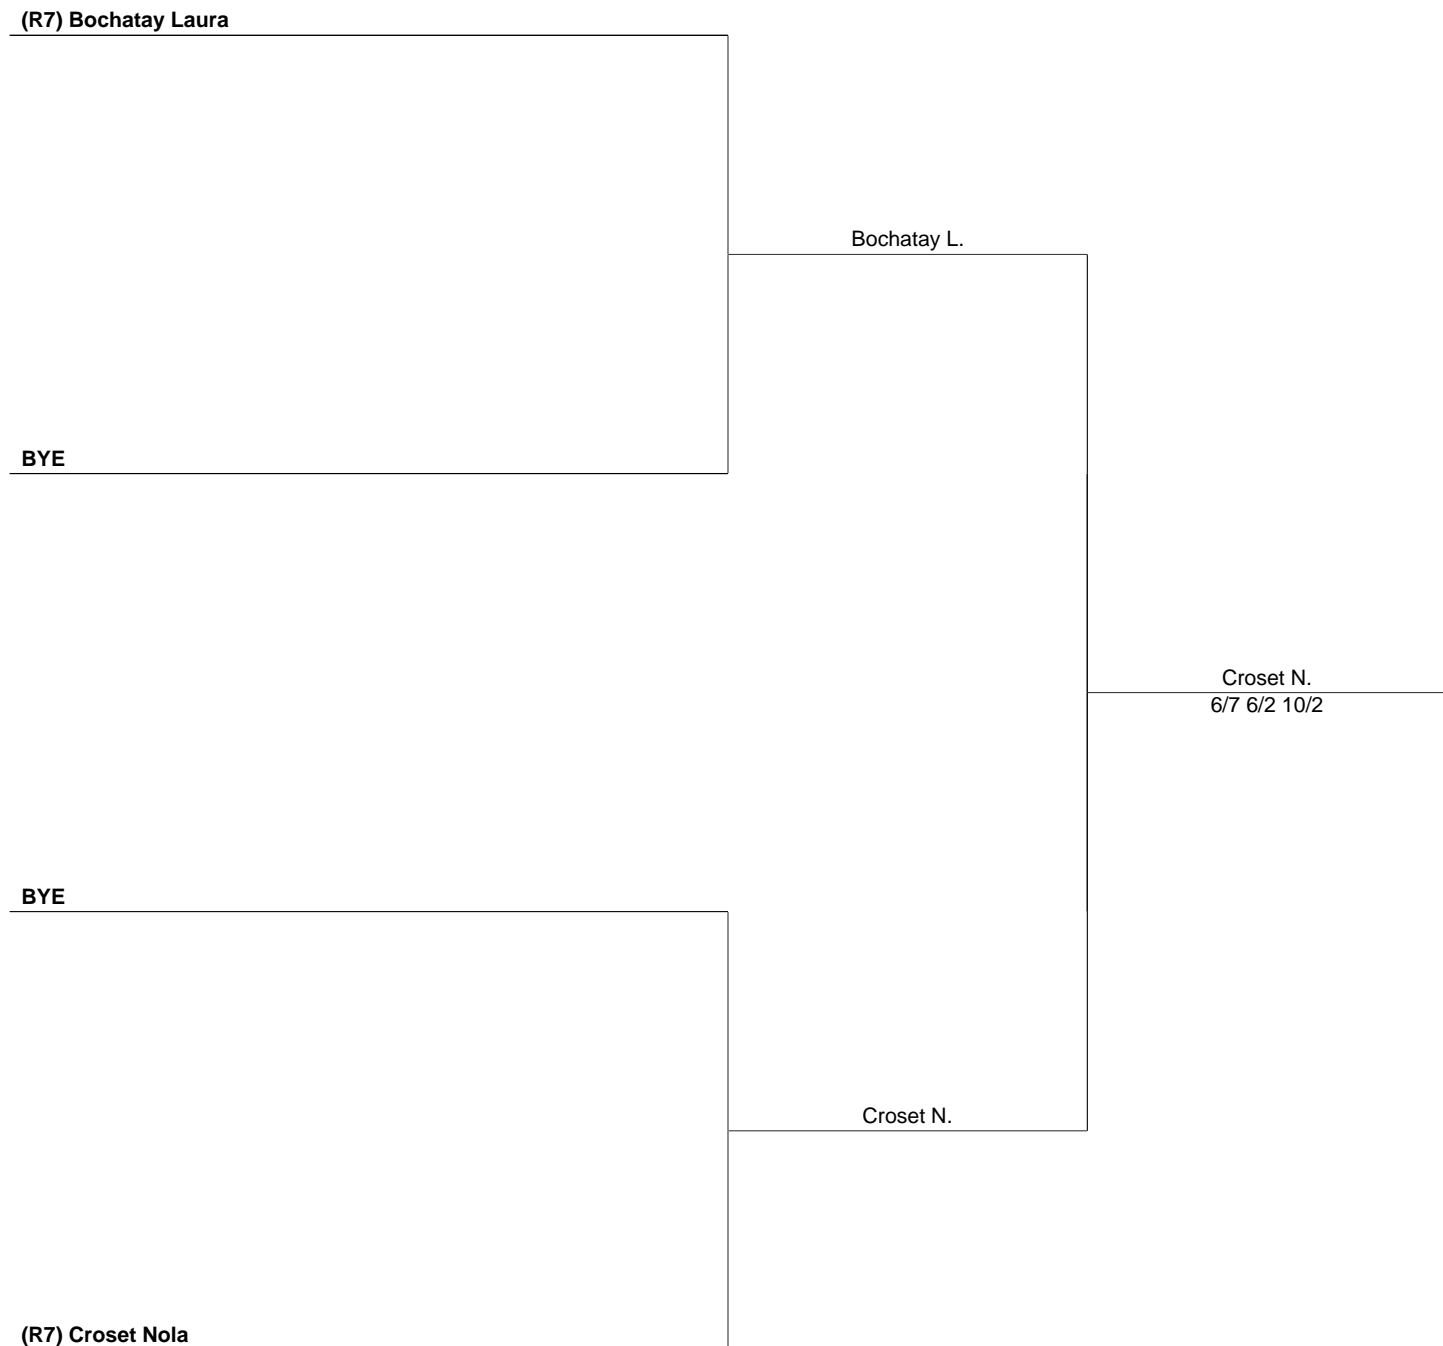 (R7) Bochatay Laura
Bochatay L.
BYE
Croset N.
6/7 6/2 10/2
BYE
Croset N.
(R7) Croset Nola